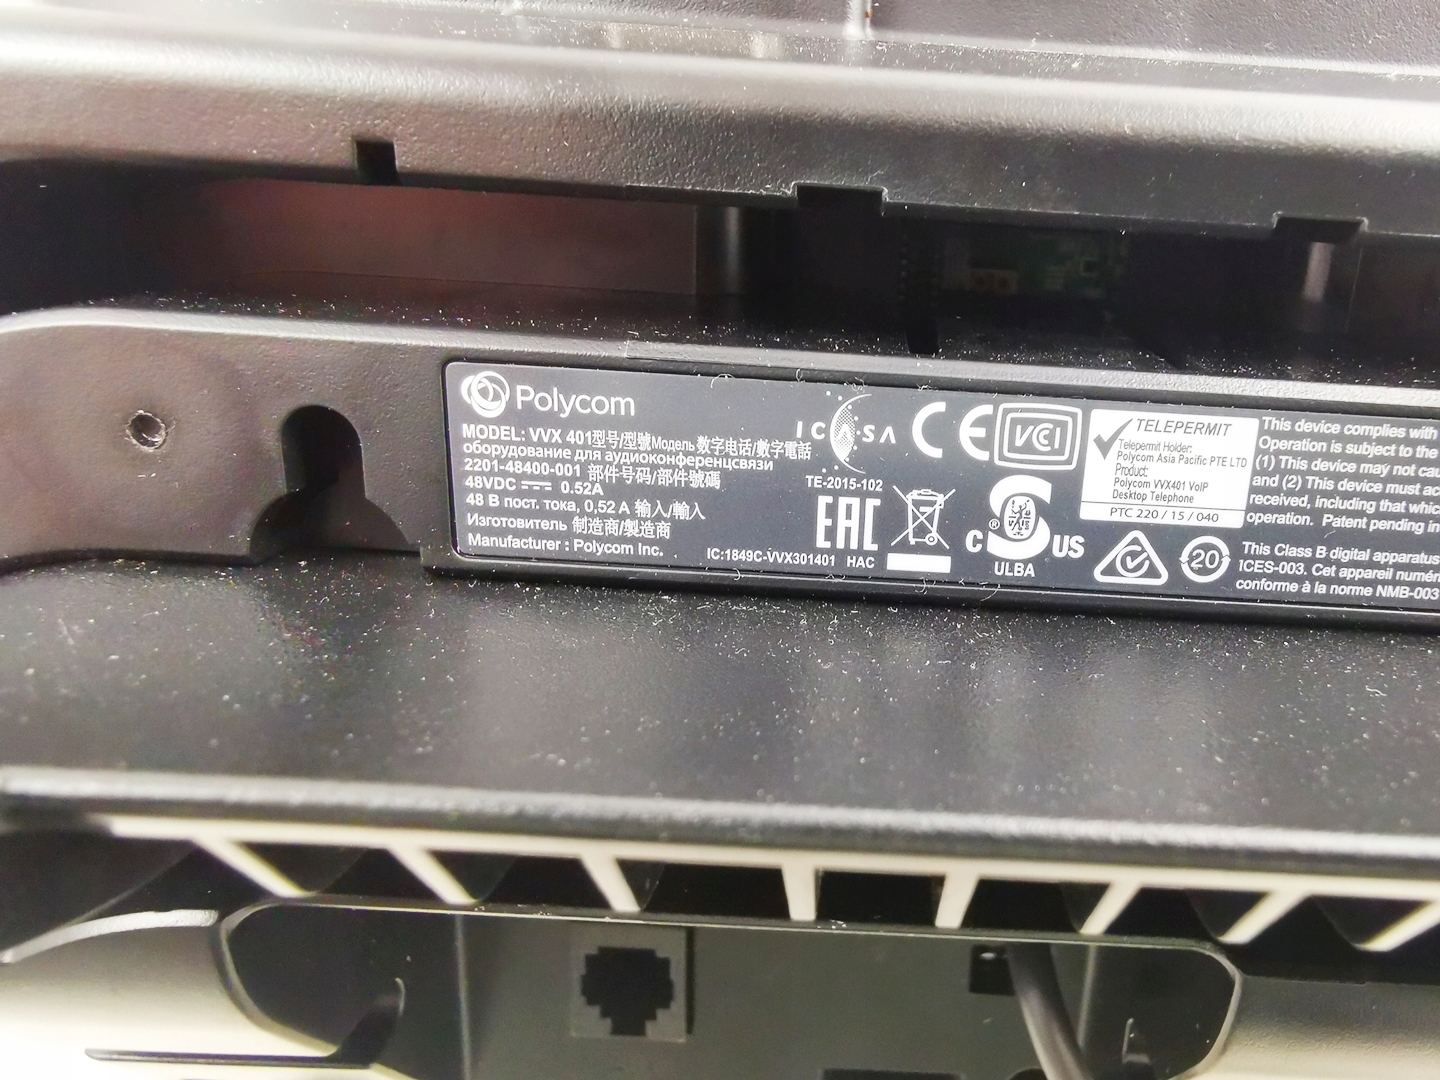 Polycom
MODEL: VVX 401型号/型號Модель 数字电话/數字電話
оборудование для аудиоконференцсвязи
2201-48400-001 部件号码/部件號碼
48VDC 0.52A
48 В пост. тока, 0,52 A 输入/輸入
Изготовитель 制造商/製造商
Manufacturer : Polycom Inc.
IC:1849C-VVX301401 HAC
ICASA
TE-2015-102
CE
VCCI
EAC
C S US
®
ULBA
TELEPERMIT
Telepermit Holder:
Polycom Asia Pacific PTE LTD
Product:
Polycom VVX401 VoIP
Desktop Telephone
PTC 220 / 15 / 040
20
This device complies with
Operation is subject to the
(1) This device may not cau
and (2) This device must ac
received, including that whic
operation. Patent pending in
This Class B digital apparatus
ICES-003. Cet appareil numér
conforme à la norme NMB-003